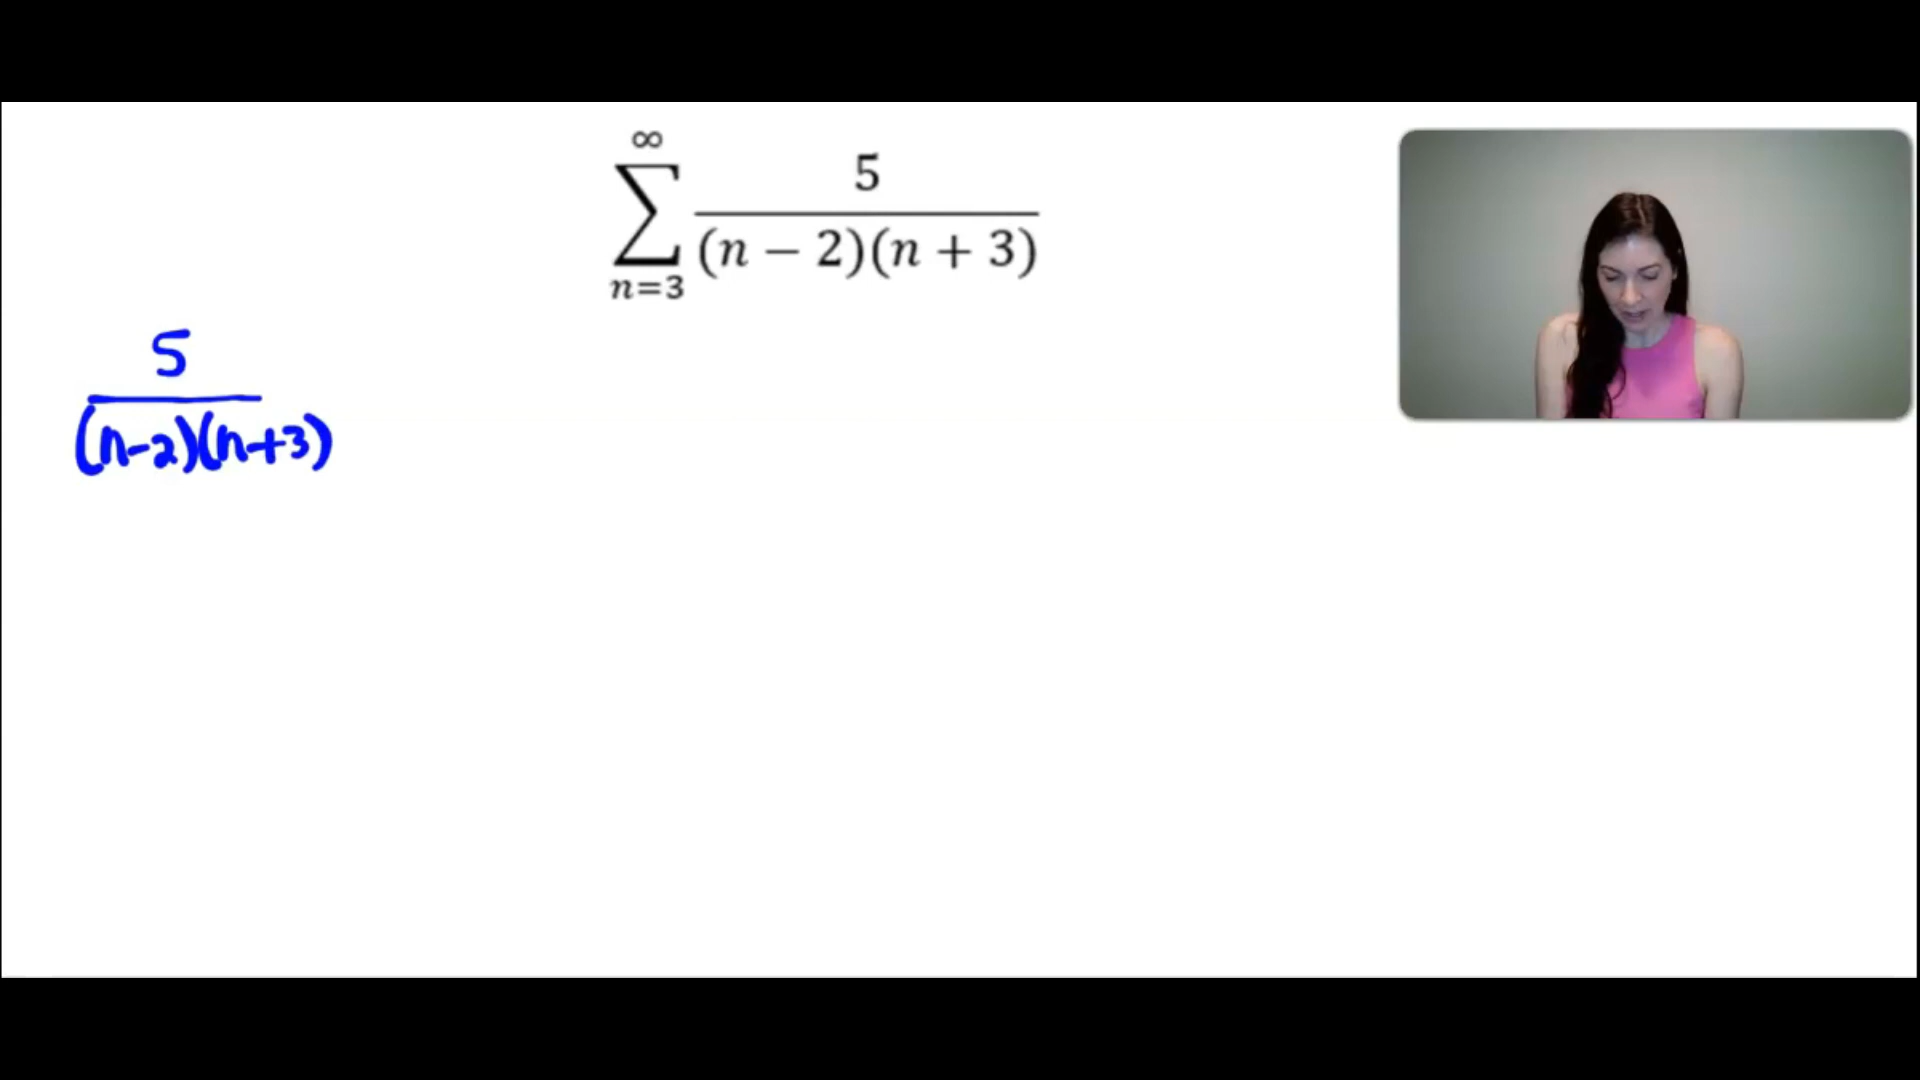 ∞
∑ 5 / (n − 2)(n + 3)
n=3
5
(n-2)(n+3)